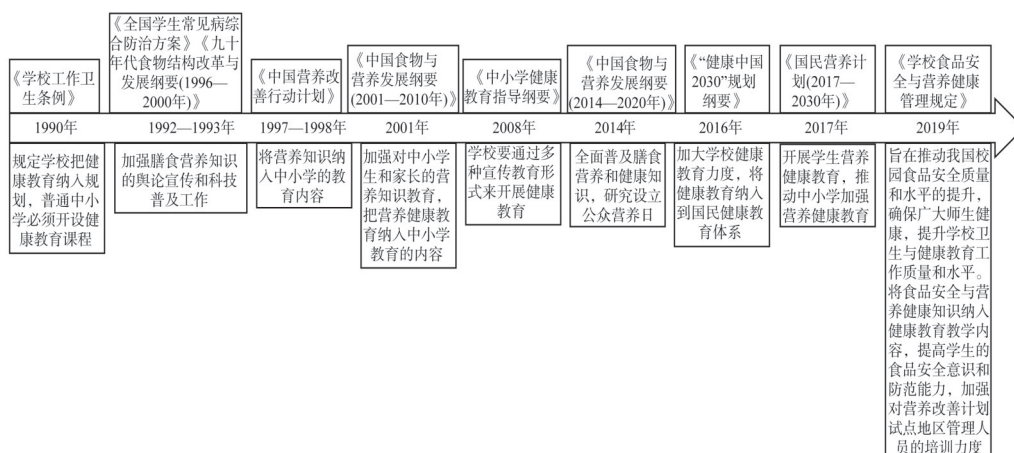 《学校工作卫
生条例》
《全国学生常见病综
合防治方案》《九十
年代食物结构改革与
发展纲要(1996—
2000年)》
《中国营养改
善行动计划》
《中国食物与
营养发展纲要
(2001—2010年)》
《中小学健康
教育指导纲要》
《中国食物与
营养发展纲要
(2014—2020年)》
《“健康中国
2030”规划
纲要》
《国民营养计
划(2017—
2030年)》
《学校食品安
全与营养健康
管理规定》
1990年
1992—1993年
1997—1998年
2001年
2008年
2014年
2016年
2017年
2019年
规定学校把健
康教育纳入规
划，普通中小
学必须开设健
康教育课程
加强膳食营养知识
的舆论宣传和科技
普及工作
将营养知识纳
入中小学的教
育内容
加强对中小学
生和家长的营
养知识教育，
把营养健康教
育纳入中小学
教育的内容
学校要通过多
种宣传教育形
式来开展健康
教育
全面普及膳食
营养和健康知
识，研究设立
公众营养日
加大学校健康
教育力度，将
健康教育纳入
到国民健康教
育体系
开展学生营养
健康教育，推
动中小学加强
营养健康教育
旨在推动我国校
园食品安全质量
和水平的提升，
确保广大师生健
康，提升学校卫
生与健康教育工
作质量和水平。
将食品安全与营
养健康知识纳入
健康教育教学内
容，提高学生的
食品安全意识和
防范能力，加强
对营养改善计划
试点地区管理人
员的培训力度